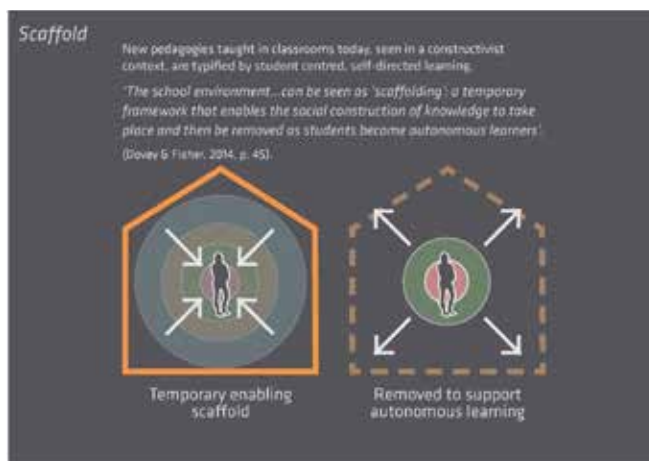 Scaffold
New pedagogies taught in classrooms today, seen in a constructivist
context, are typified by student centred, self-directed learning.
'The school environment...can be seen as 'scaffolding': a temporary
framework that enables the social construction of knowledge to take
place and then be removed as students become autonomous learners'.
(Dovey & Fisher, 2014, p. 45).
Temporary enabling
scaffold
Removed to support
autonomous learning